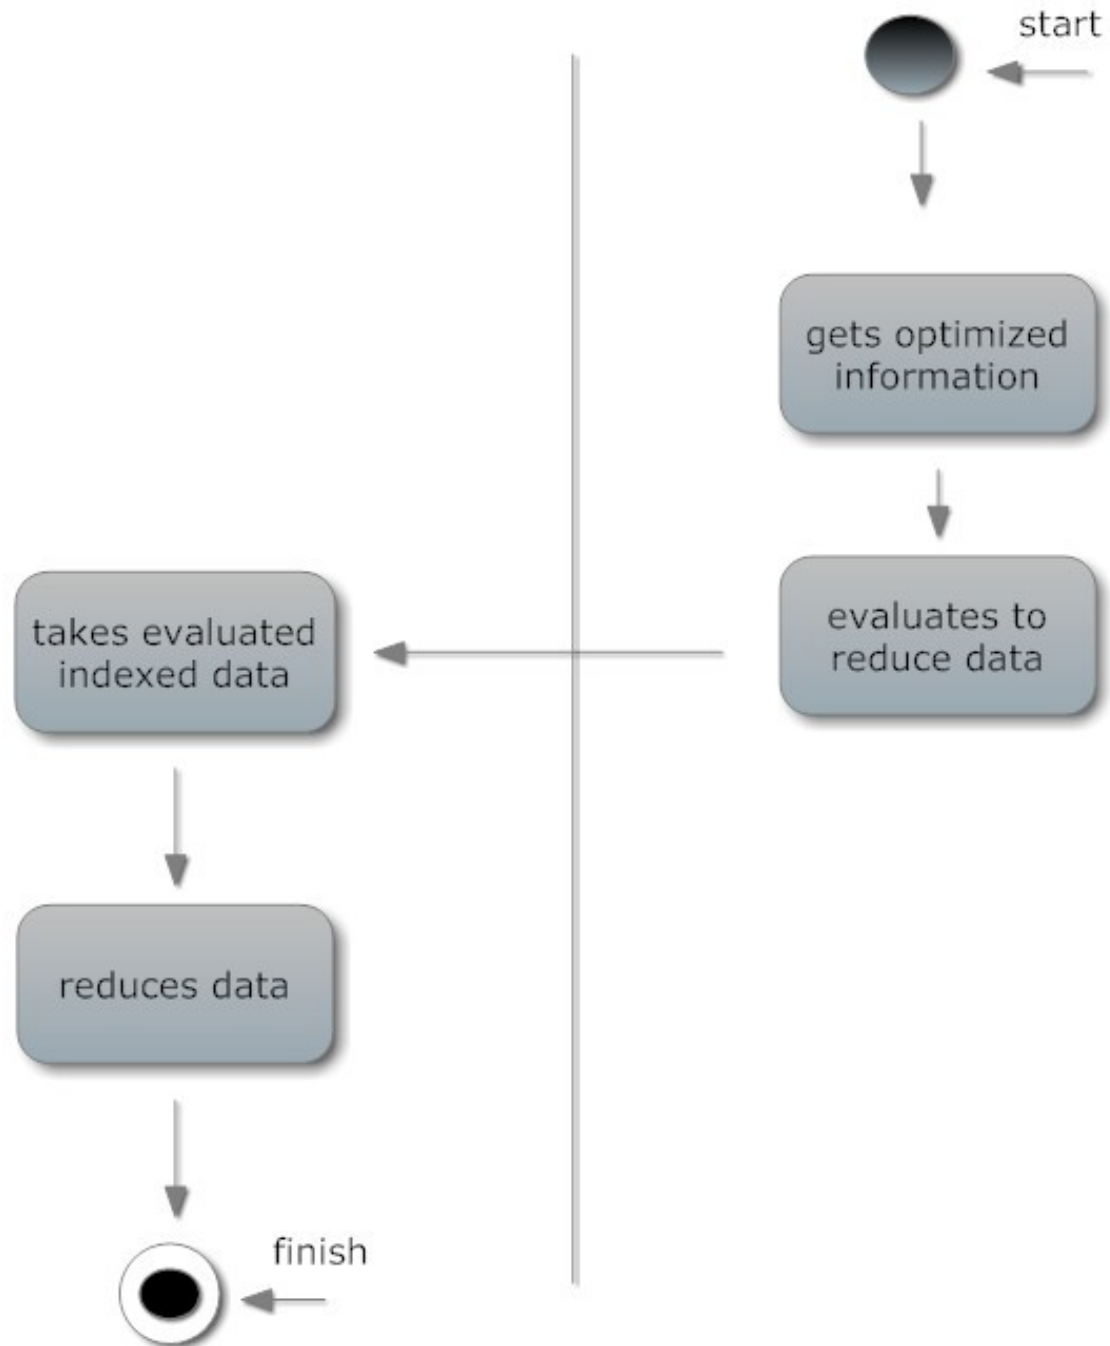 start
gets optimized
information
evaluates to
reduce data
takes evaluated
indexed data
reduces data
finish